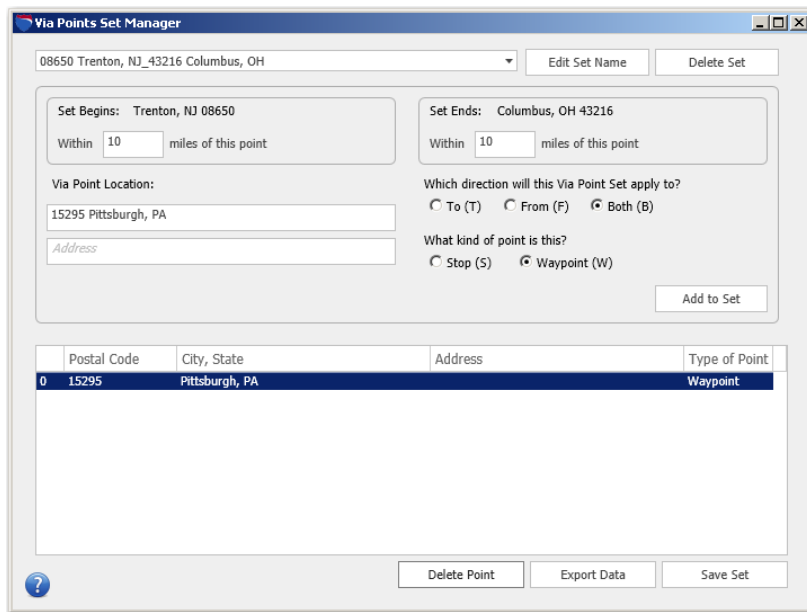 Via Points Set Manager
08650 Trenton, NJ_43216 Columbus, OH
Edit Set Name
Delete Set
Set Begins: Trenton, NJ 08650
Within 10 miles of this point
Set Ends: Columbus, OH 43216
Within 10 miles of this point
Via Point Location:
15295 Pittsburgh, PA
Address
Which direction will this Via Point Set apply to?
To (T) From (F) Both (B)
What kind of point is this?
Stop (S) Waypoint (W)
Add to Set
Postal Code City, State Address Type of Point
0 15295 Pittsburgh, PA Waypoint
? Delete Point Export Data Save Set